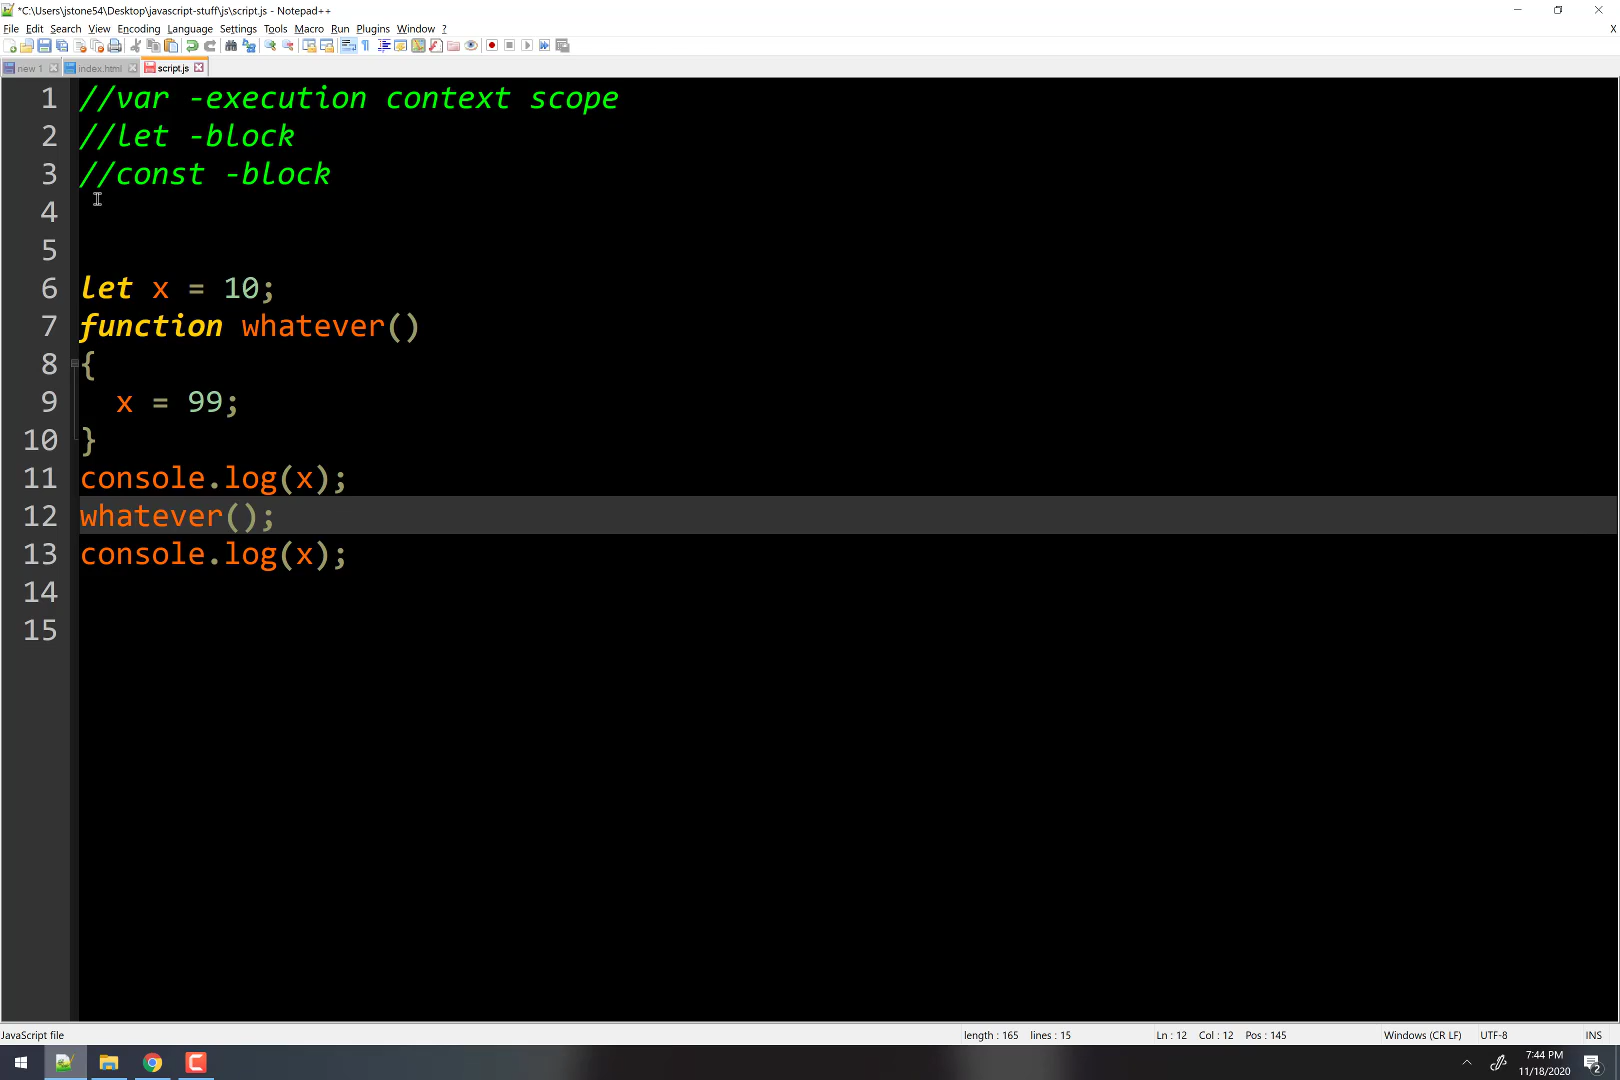 *C:\Users\jstone54\Desktop\javascript-stuff\js\script.js - Notepad++
File Edit Search View Encoding Language Settings Tools Macro Run Plugins Window ? X
new 1 index.html script.js
1 //var -execution context scope
2 //let -block
3 //const -block
4
5
6 let x = 10;
7 function whatever()
8 {
9 x = 99;
10 }
11 console.log(x);
12 whatever();
13 console.log(x);
14
15
JavaScript file length : 165 lines : 15 Ln : 12 Col : 12 Pos : 145 Windows (CR LF) UTF-8 INS
7:44 PM
11/18/2020
2